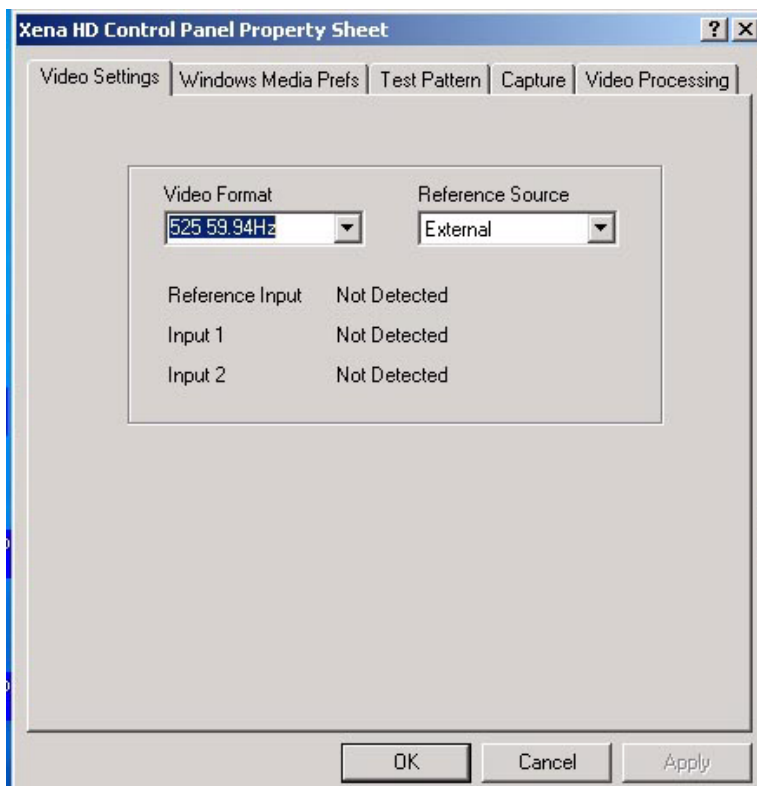 Xena HD Control Panel Property Sheet
Video Settings Windows Media Prefs Test Pattern Capture Video Processing
Video Format Reference Source
525 59.94Hz External
Reference Input Not Detected
Input 1 Not Detected
Input 2 Not Detected
OK Cancel Apply